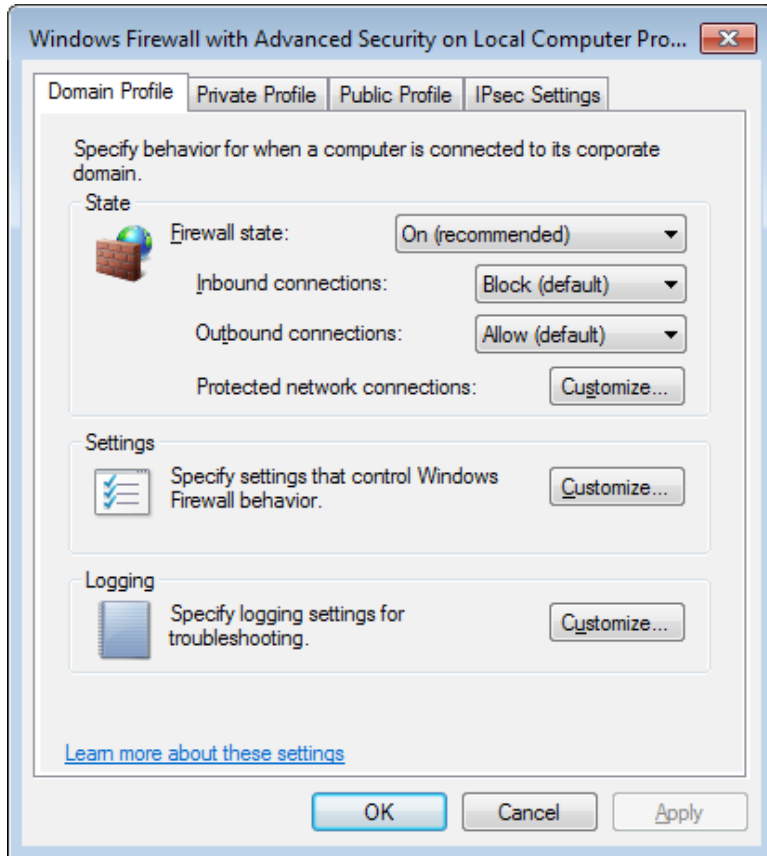 Windows Firewall with Advanced Security on Local Computer Pro...
Domain Profile
Private Profile
Public Profile
IPsec Settings
Specify behavior for when a computer is connected to its corporate
domain.
State
Firewall state:
On (recommended)
Inbound connections:
Block (default)
Outbound connections:
Allow (default)
Protected network connections:
Customize...
Settings
Specify settings that control Windows
Firewall behavior.
Customize...
Logging
Specify logging settings for
troubleshooting.
Customize...
Learn more about these settings
OK
Cancel
Apply